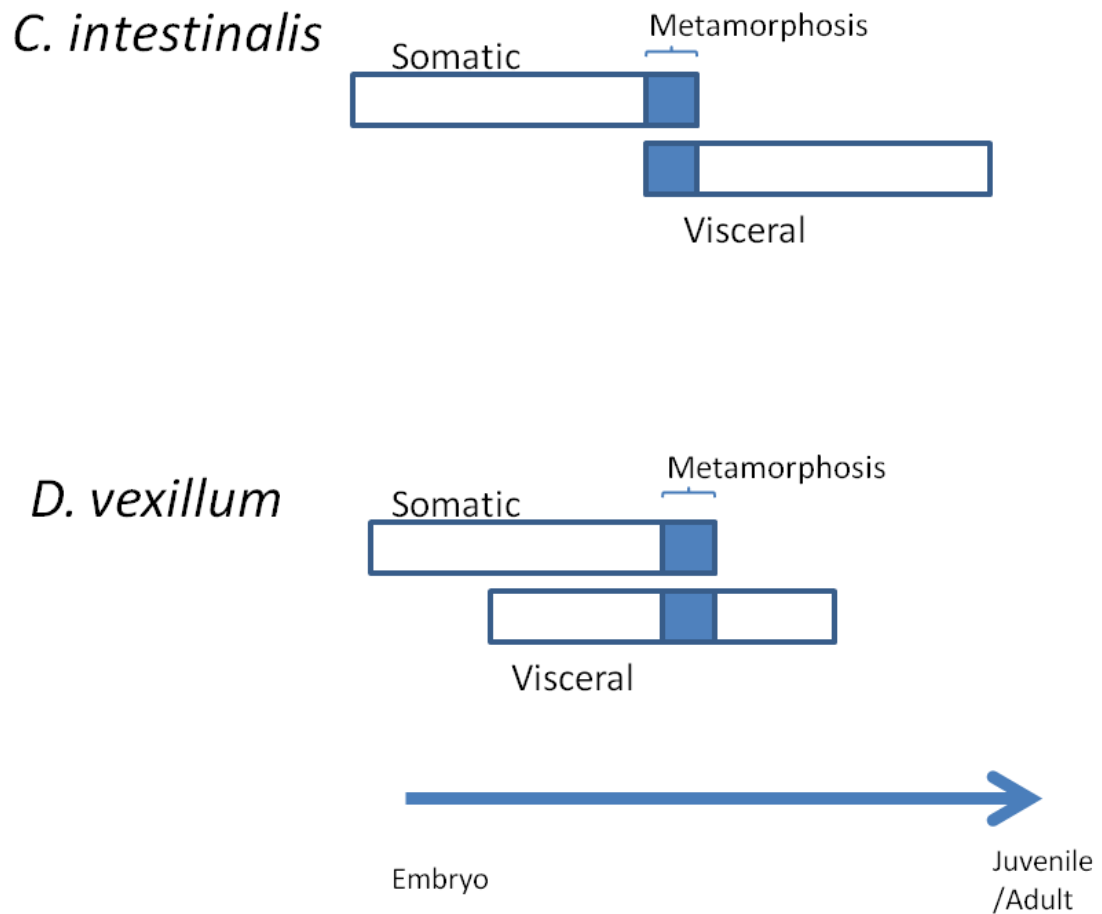 C. intestinalis
Metamorphosis
Somatic
Visceral
D. vexillum
Metamorphosis
Somatic
Visceral
Embryo
Juvenile
/Adult